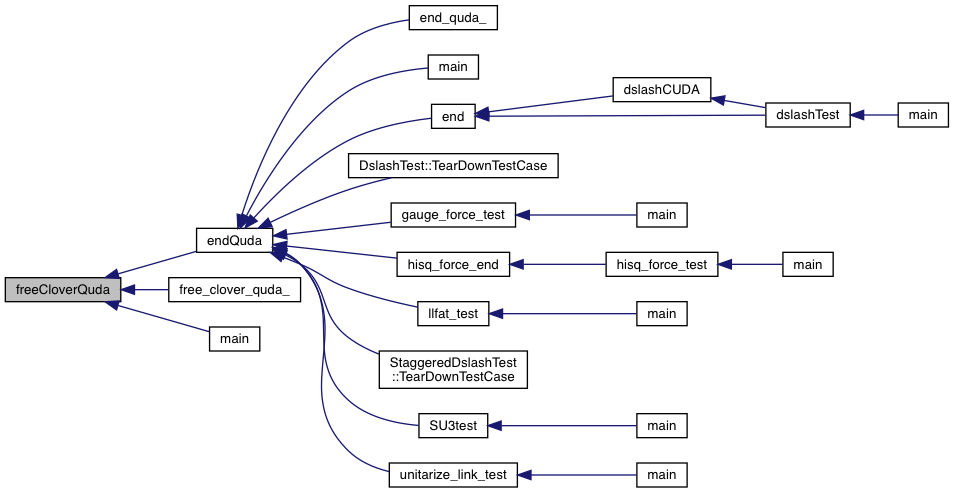 end_quda_
main
dslashCUDA
end
dslashTest
main
DslashTest::TearDownTestCase
gauge_force_test
main
endQuda
hisq_force_end
hisq_force_test
main
freeCloverQuda
free_clover_quda_
llfat_test
main
main
StaggeredDslashTest
::TearDownTestCase
SU3test
main
unitarize_link_test
main